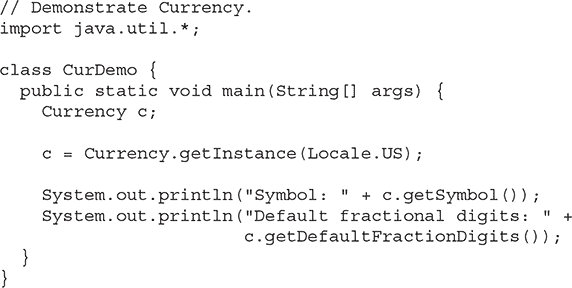 // Demonstrate Currency.
import java.util.*;

class CurDemo {
  public static void main(String[] args) {
    Currency c;

    c = Currency.getInstance(Locale.US);

    System.out.println("Symbol: " + c.getSymbol());
    System.out.println("Default fractional digits: " +
                       c.getDefaultFractionDigits());
  }
}